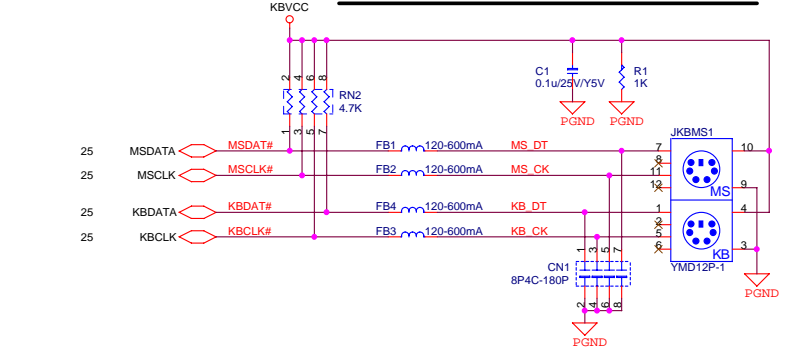 KBVCC
2 4 6 8
RN2
4.7K
1 3 5 7
C1
0.1u/25V/Y5V
R1
1K
PGND PGND
JKBMS1
25 MSDATA MSDAT# FB1 120-600mA MS_DT 7 10
8
25 MSCLK MSCLK# FB2 120-600mA MS_CK 11
12 MS 9
25 KBDATA KBDAT# FB4 120-600mA KB_DT 1 4
2
25 KBCLK KBCLK# FB3 120-600mA KB_CK 5
6 KB 3
YMD12P-1
1 3 5 7
CN1
8P4C-180P
2 4 6 8
PGND
PGND